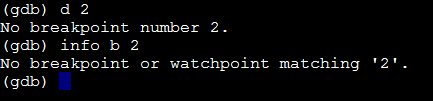 (gdb) d 2
No breakpoint number 2.
(gdb) info b 2
No breakpoint or watchpoint matching '2'.
(gdb)